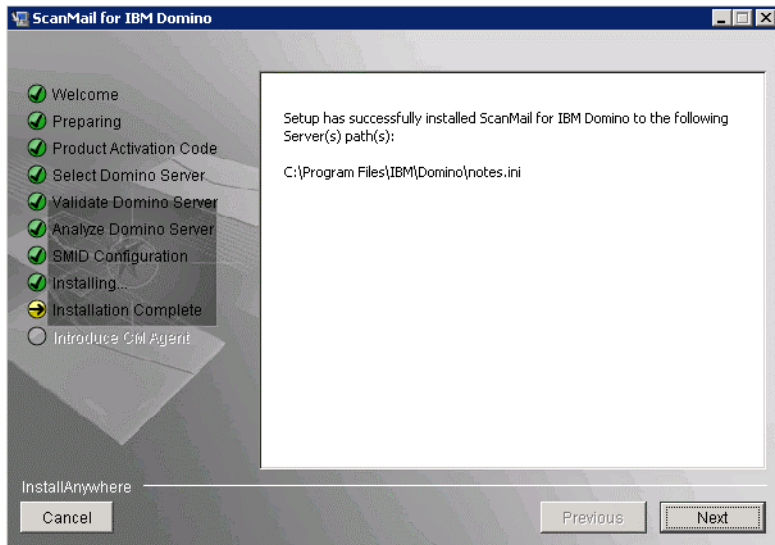 ScanMail for IBM Domino
Welcome
Preparing
Product Activation Code
Select Domino Server
Validate Domino Server
Analyze Domino Server
SMID Configuration
Installing...
Installation Complete
Introduce CM Agent
Setup has successfully installed ScanMail for IBM Domino to the following
Server(s) path(s):
C:\Program Files\IBM\Domino\notes.ini
InstallAnywhere
Cancel
Previous
Next